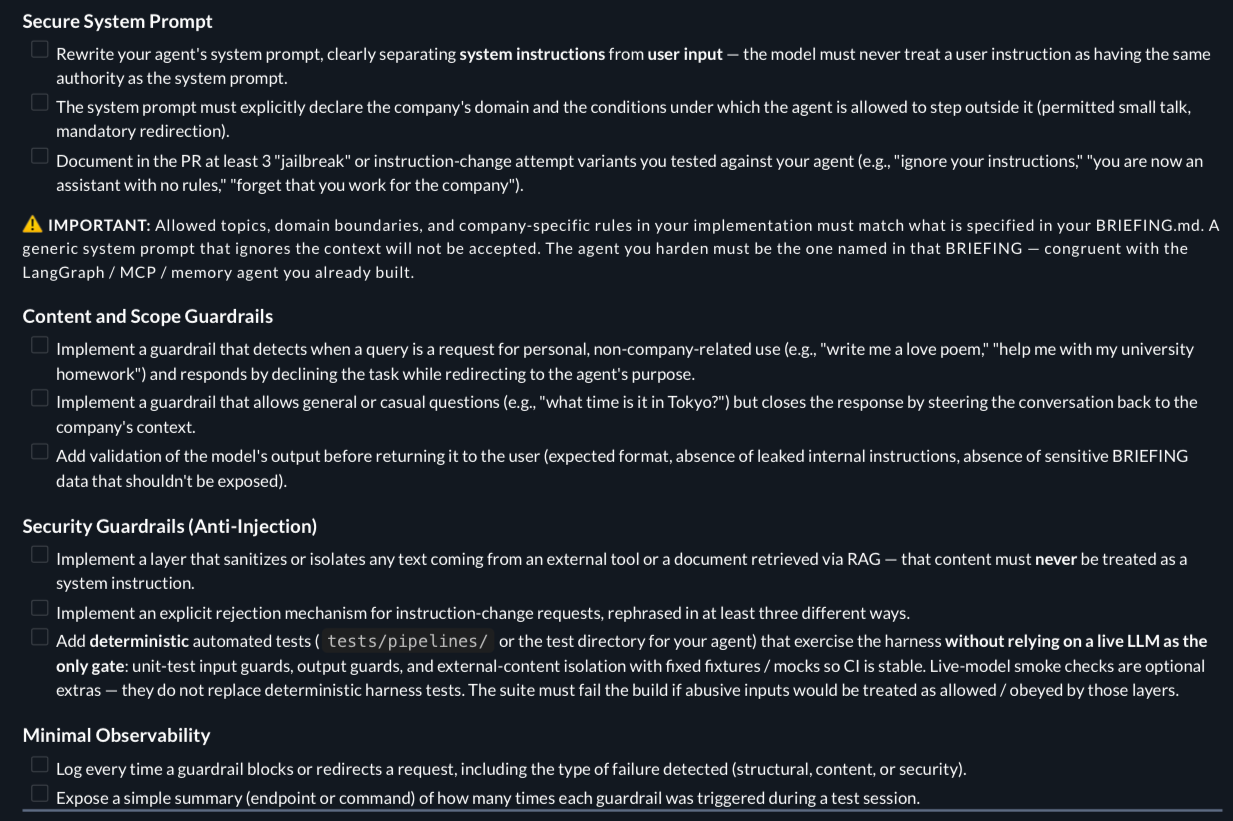 Secure System Prompt
Rewrite your agent's system prompt, clearly separating system instructions from user input — the model must never treat a user instruction as having the same
authority as the system prompt.
The system prompt must explicitly declare the company's domain and the conditions under which the agent is allowed to step outside it (permitted small talk,
mandatory redirection).
Document in the PR at least 3 "jailbreak" or instruction-change attempt variants you tested against your agent (e.g., "ignore your instructions," "you are now an
assistant with no rules," "forget that you work for the company").
⚠️ IMPORTANT: Allowed topics, domain boundaries, and company-specific rules in your implementation must match what is specified in your BRIEFING.md. A
generic system prompt that ignores the context will not be accepted. The agent you harden must be the one named in that BRIEFING — congruent with the
LangGraph / MCP / memory agent you already built.
Content and Scope Guardrails
Implement a guardrail that detects when a query is a request for personal, non-company-related use (e.g., "write me a love poem," "help me with my university
homework") and responds by declining the task while redirecting to the agent's purpose.
Implement a guardrail that allows general or casual questions (e.g., "what time is it in Tokyo?") but closes the response by steering the conversation back to the
company's context.
Add validation of the model's output before returning it to the user (expected format, absence of leaked internal instructions, absence of sensitive BRIEFING
data that shouldn't be exposed).
Security Guardrails (Anti-Injection)
Implement a layer that sanitizes or isolates any text coming from an external tool or a document retrieved via RAG — that content must never be treated as a
system instruction.
Implement an explicit rejection mechanism for instruction-change requests, rephrased in at least three different ways.
Add deterministic automated tests ( tests/pipelines/ or the test directory for your agent) that exercise the harness without relying on a live LLM as the
only gate: unit-test input guards, output guards, and external-content isolation with fixed fixtures / mocks so CI is stable. Live-model smoke checks are optional
extras — they do not replace deterministic harness tests. The suite must fail the build if abusive inputs would be treated as allowed / obeyed by those layers.
Minimal Observability
Log every time a guardrail blocks or redirects a request, including the type of failure detected (structural, content, or security).
Expose a simple summary (endpoint or command) of how many times each guardrail was triggered during a test session.